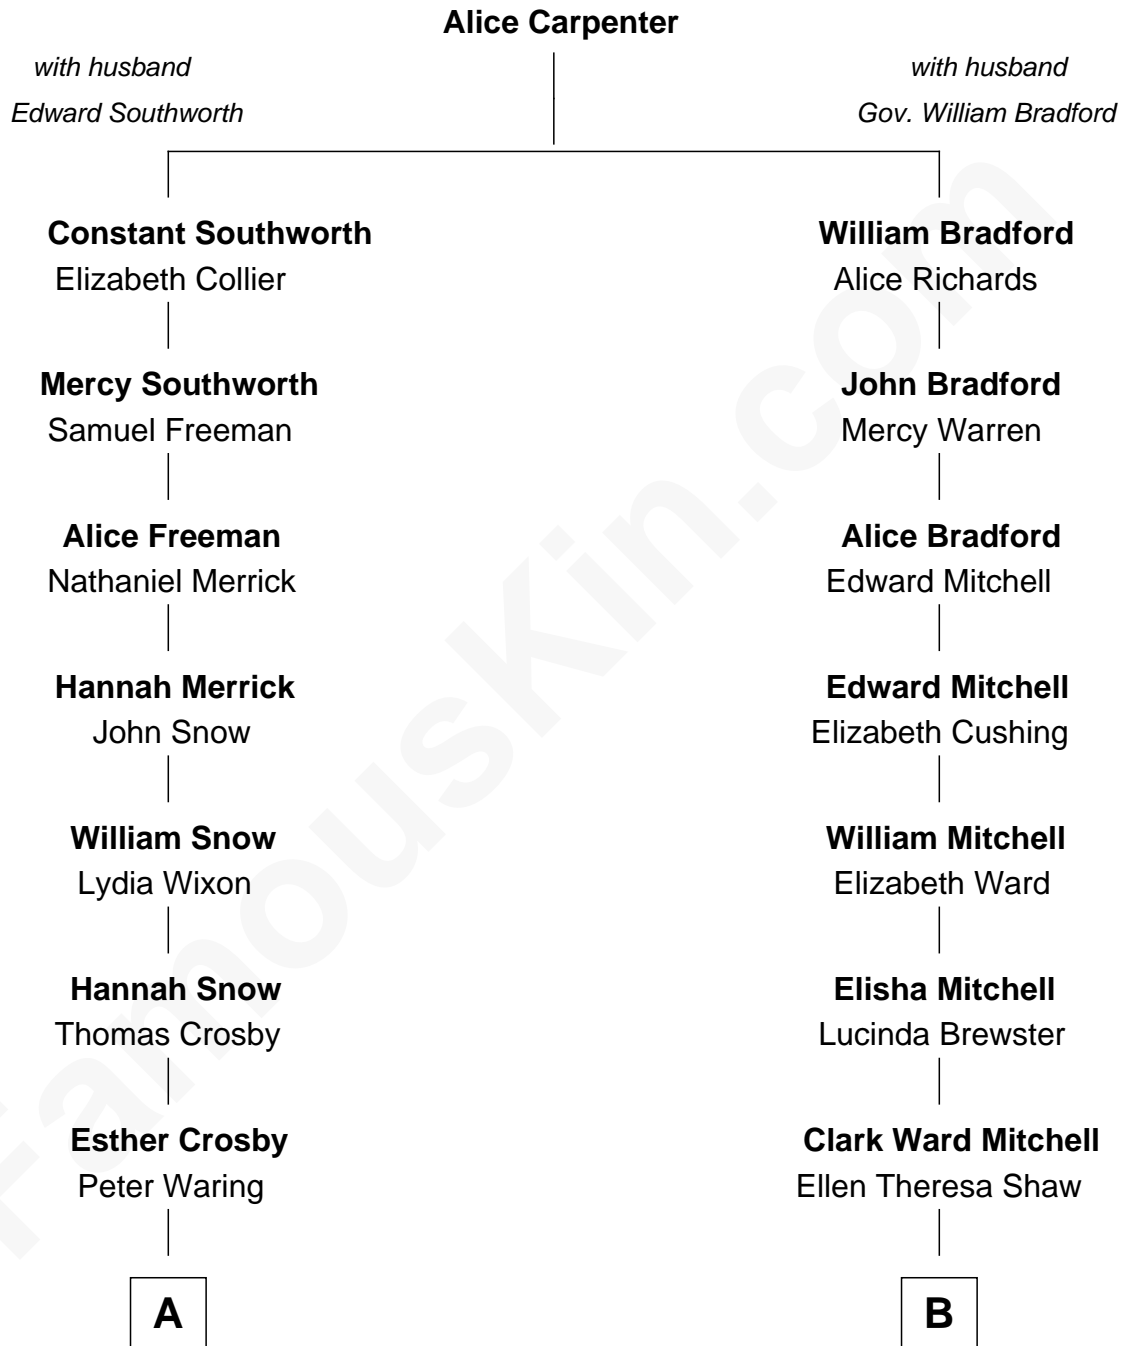 Alice Carpenter
with husband
Edward Southworth
with husband
Gov. William Bradford
Constant Southworth
Elizabeth Collier
William Bradford
Alice Richards
Mercy Southworth
Samuel Freeman
John Bradford
Mercy Warren
Alice Freeman
Nathaniel Merrick
Alice Bradford
Edward Mitchell
Hannah Merrick
John Snow
Edward Mitchell
Elizabeth Cushing
William Snow
Lydia Wixon
William Mitchell
Elizabeth Ward
Hannah Snow
Thomas Crosby
Elisha Mitchell
Lucinda Brewster
Esther Crosby
Peter Waring
Clark Ward Mitchell
Ellen Theresa Shaw
A
B
FamousKin.com